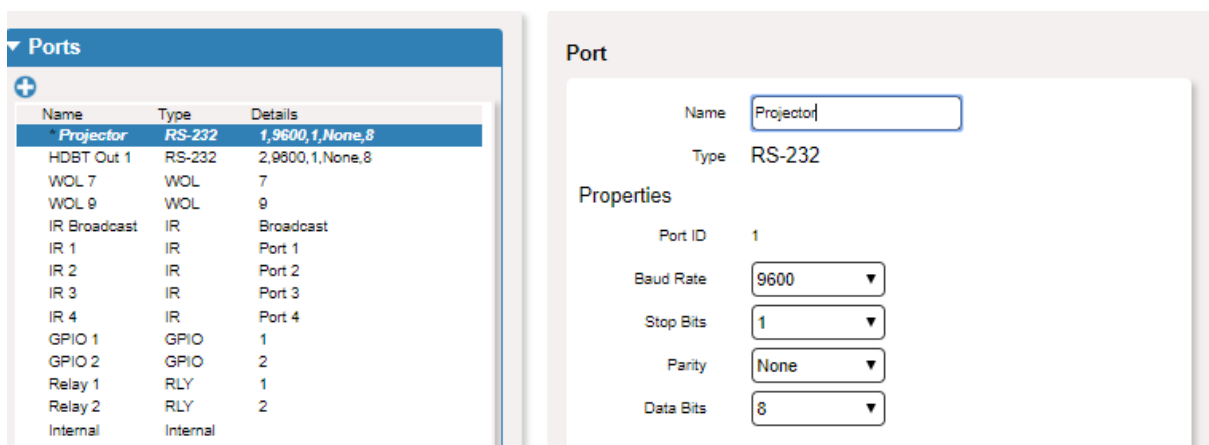 Ports
Name Type Details
* Projector RS-232 1,9600,1,None,8
HDBT Out 1 RS-232 2,9600,1,None,8
WOL 7 WOL 7
WOL 9 WOL 9
IR Broadcast IR Broadcast
IR 1 IR Port 1
IR 2 IR Port 2
IR 3 IR Port 3
IR 4 IR Port 4
GPIO 1 GPIO 1
GPIO 2 GPIO 2
Relay 1 RLY 1
Relay 2 RLY 2
Internal Internal
Port
Name Projector
Type RS-232
Properties
Port ID 1
Baud Rate 9600
Stop Bits 1
Parity None
Data Bits 8